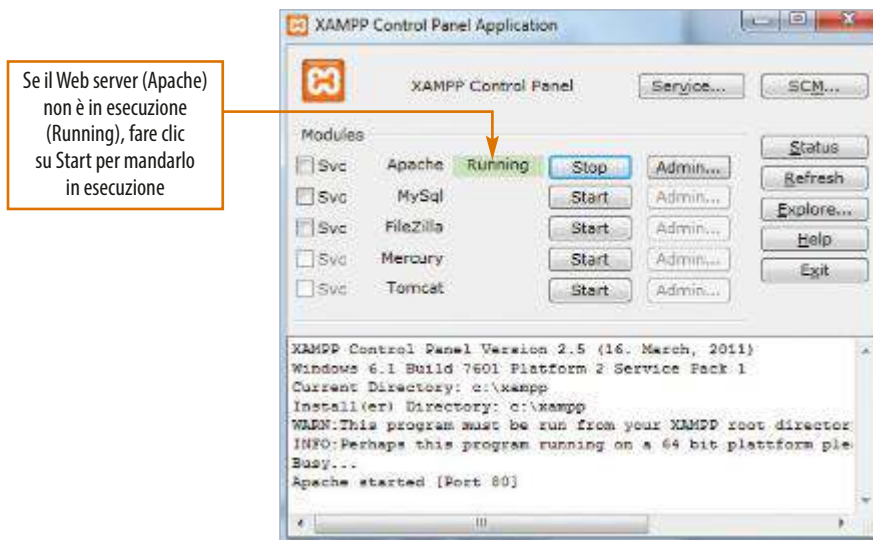 XAMPP Control Panel Application
Se il Web server (Apache)
non è in esecuzione
(Running), fare clic
su Start per mandarlo
in esecuzione
XAMPP Control Panel
Service...
SCM...
Modules
Svc Apache Running Stop Admin...
Svc MySql Start Admin...
Svc FileZilla Start Admin...
Svc Mercury Start Admin...
Svc Tomcat Start Admin...
Status
Refresh
Explore...
Help
Exit
XAMPP Control Panel Version 2.5 (16. March, 2011)
Windows 6.1 Build 7601 Platform 2 Service Pack 1
Current Directory: c:\xampp
Install(er) Directory: c:\xampp
WARN:This program must be run from your XAMPP root director
INFO:Perhaps this program running on a 64 bit plattform ple
Busy...
Apache started [Port 80]